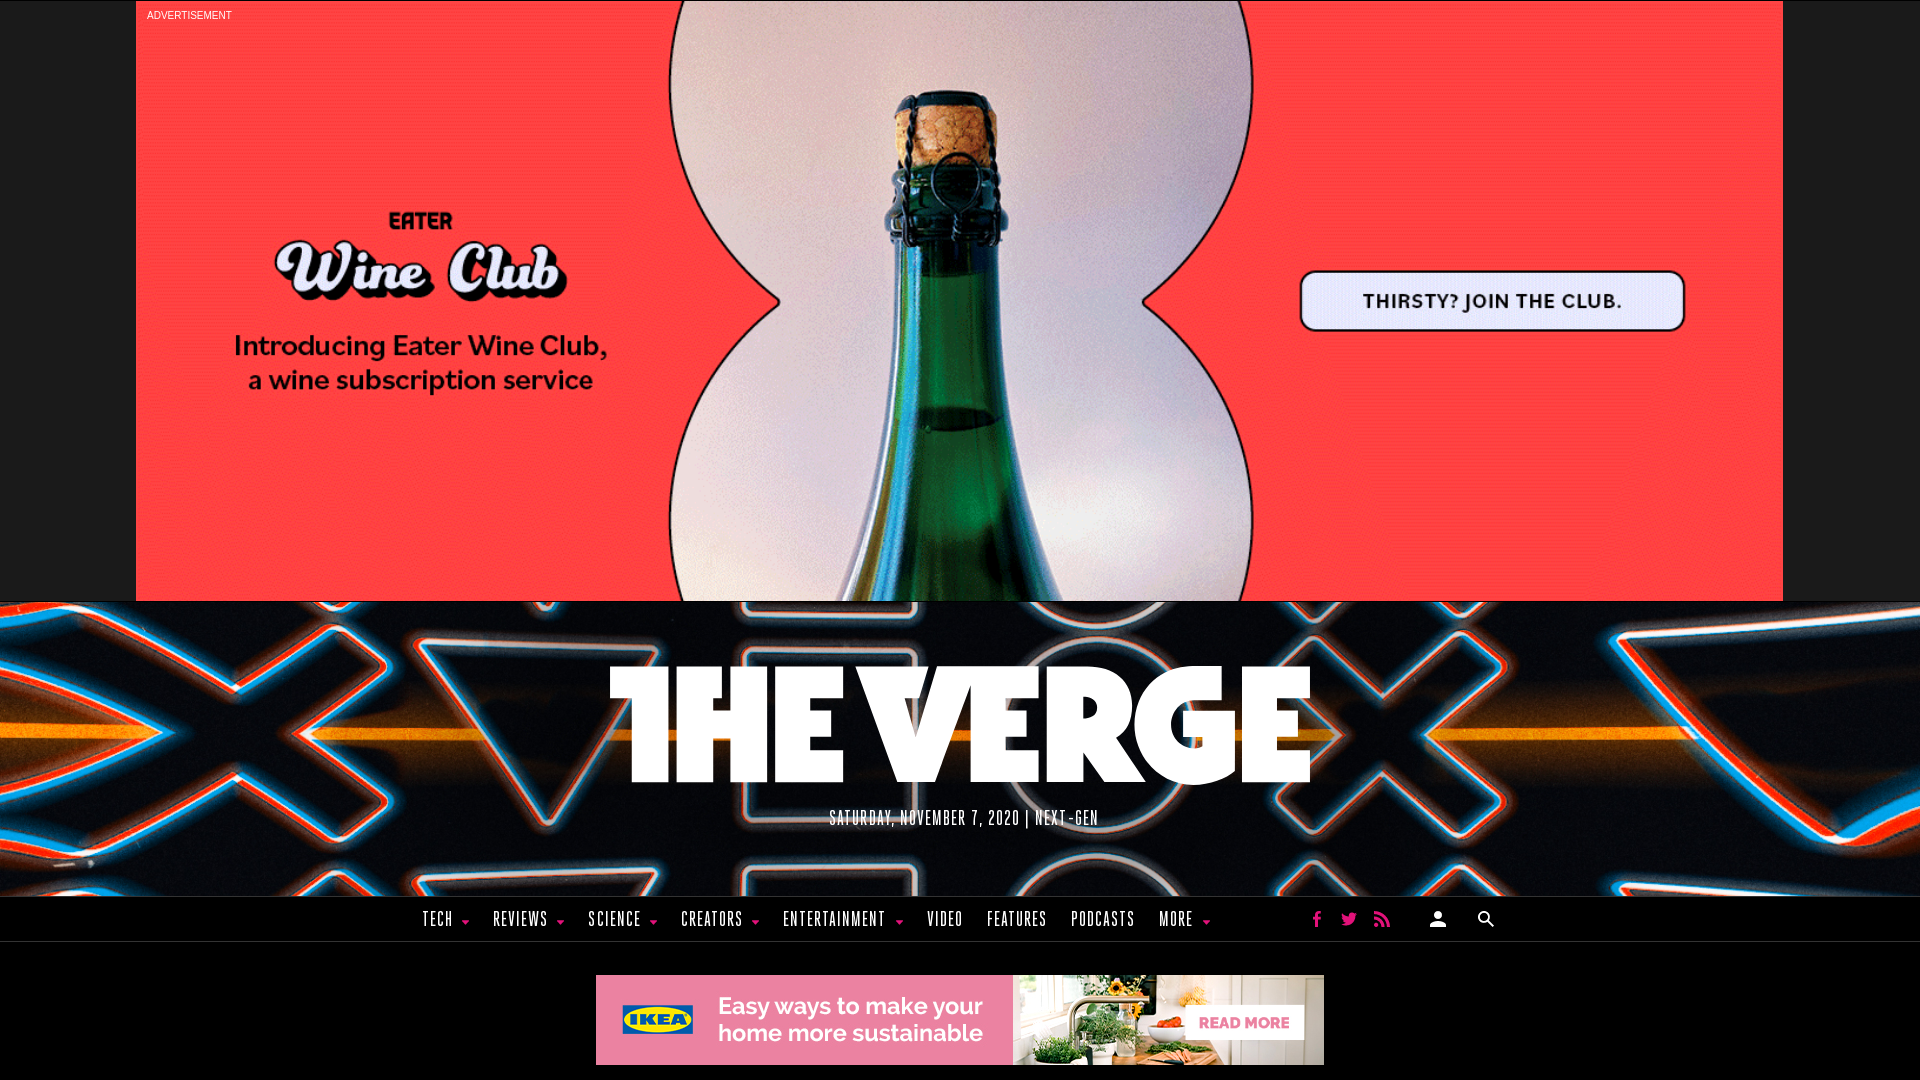 ADVERTISEMENT
EATER
Wine Club
Introducing Eater Wine Club,
a wine subscription service
THIRSTY? JOIN THE CLUB.
THE VERGE
SATURDAY, NOVEMBER 7, 2020 | NEXT-GEN
TECH REVIEWS SCIENCE CREATORS ENTERTAINMENT VIDEO FEATURES PODCASTS MORE
IKEA
Easy ways to make your
home more sustainable
READ MORE